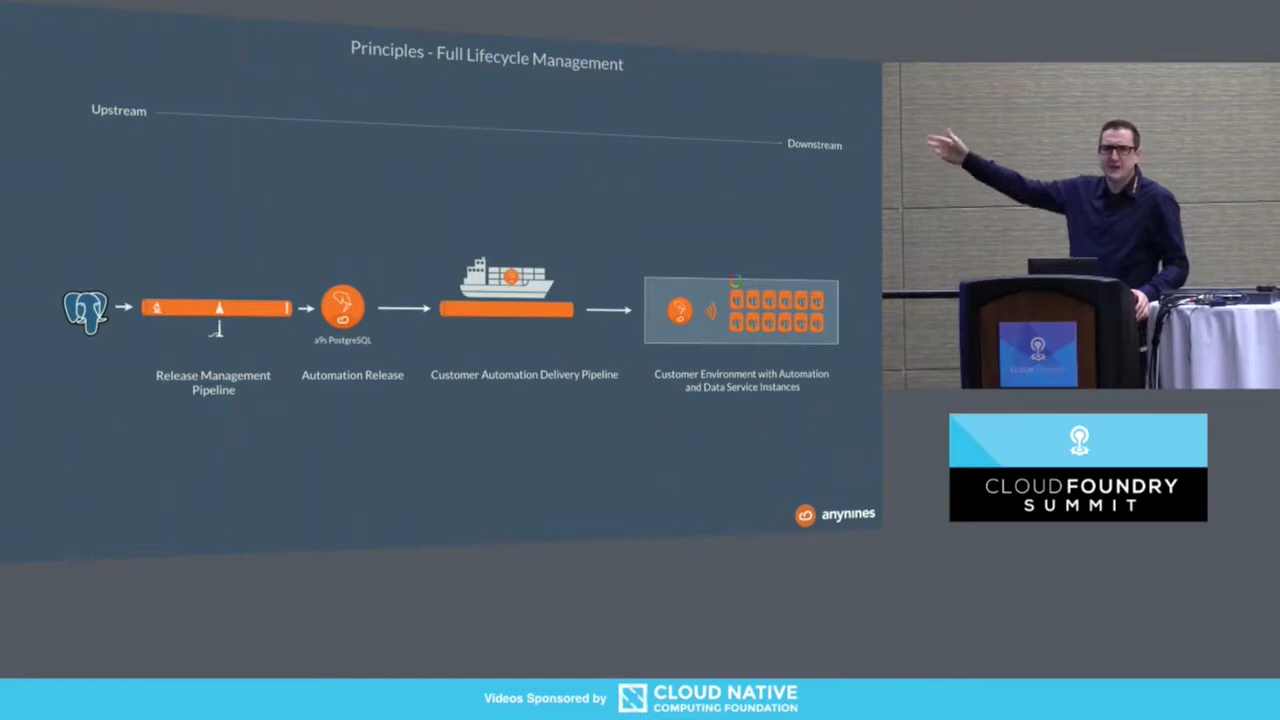 Principles - Full Lifecycle Management
Upstream
Downstream
a9s PostgreSQL
Release Management
Pipeline
Automation Release
Customer Automation Delivery Pipeline
Customer Environment with Automation
and Data Service Instances
anynines
CLOUD FOUNDRY
SUMMIT
Videos Sponsored by
CLOUD NATIVE
COMPUTING FOUNDATION